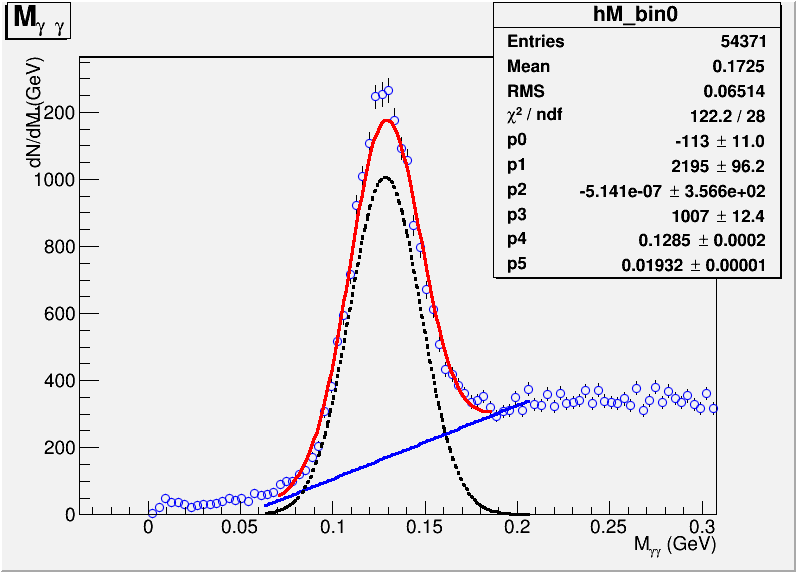 M γ γ
hM_bin0
Entries 54371
Mean 0.1725
RMS 0.06514
χ² / ndf 122.2 / 28
p0 -113 ± 11.0
p1 2195 ± 96.2
p2 -5.141e-07 ± 3.566e+02
p3 1007 ± 12.4
p4 0.1285 ± 0.0002
p5 0.01932 ± 0.00001
dN/dM (GeV)
1200
1000
800
600
400
200
0
0 0.05 0.1 0.15 0.2 0.25 0.3
Mγγ (GeV)